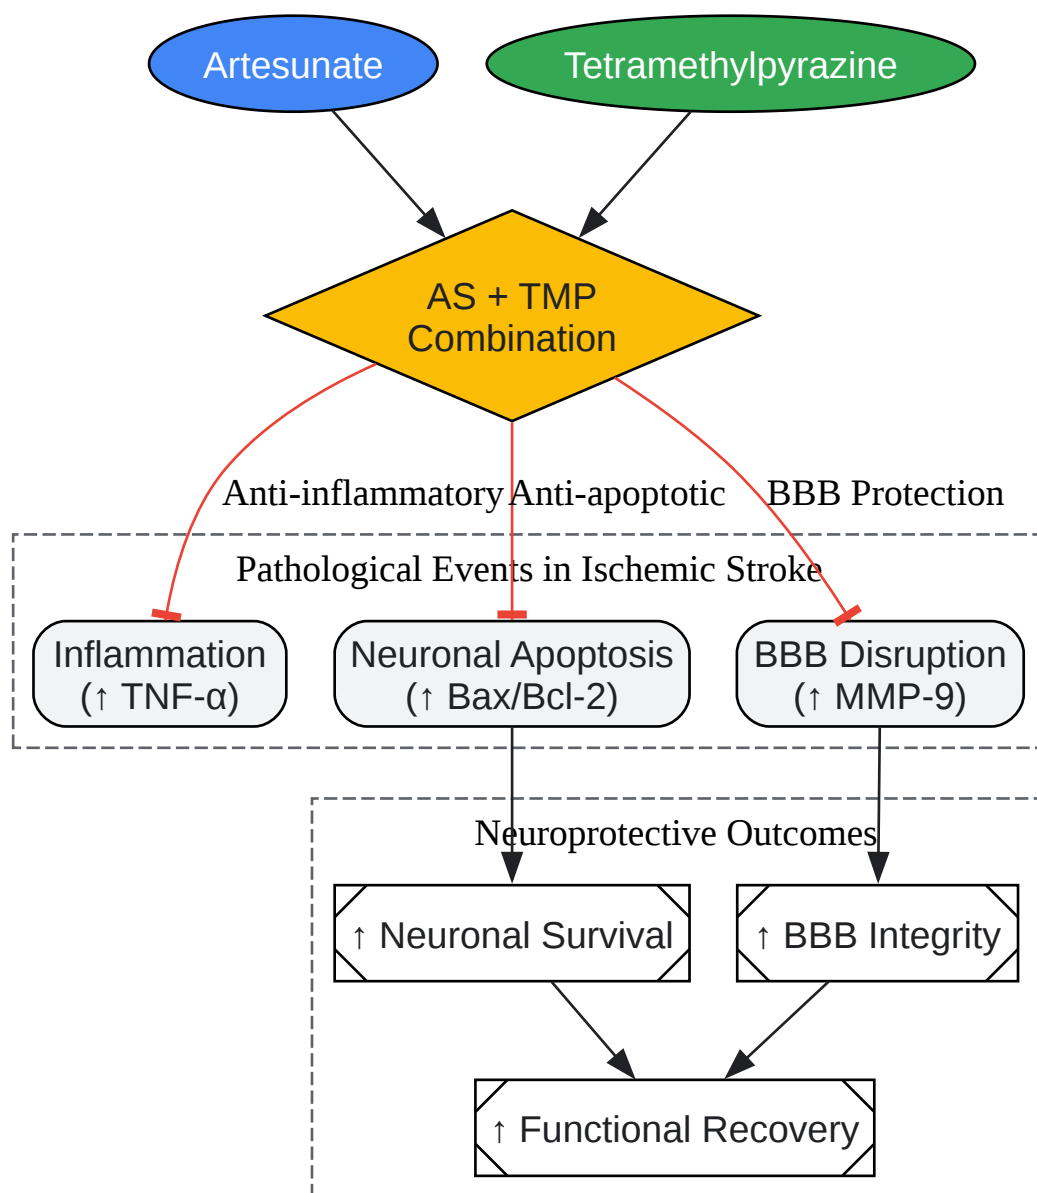 Artesunate
Tetramethylpyrazine
AS + TMP
Combination
Anti-inflammatory
Anti-apoptotic
BBB Protection
Pathological Events in Ischemic Stroke
Inflammation
(↑ TNF-α)
Neuronal Apoptosis
(↑ Bax/Bcl-2)
BBB Disruption
(↑ MMP-9)
Neuroprotective Outcomes
↑ Neuronal Survival
↑ BBB Integrity
↑ Functional Recovery